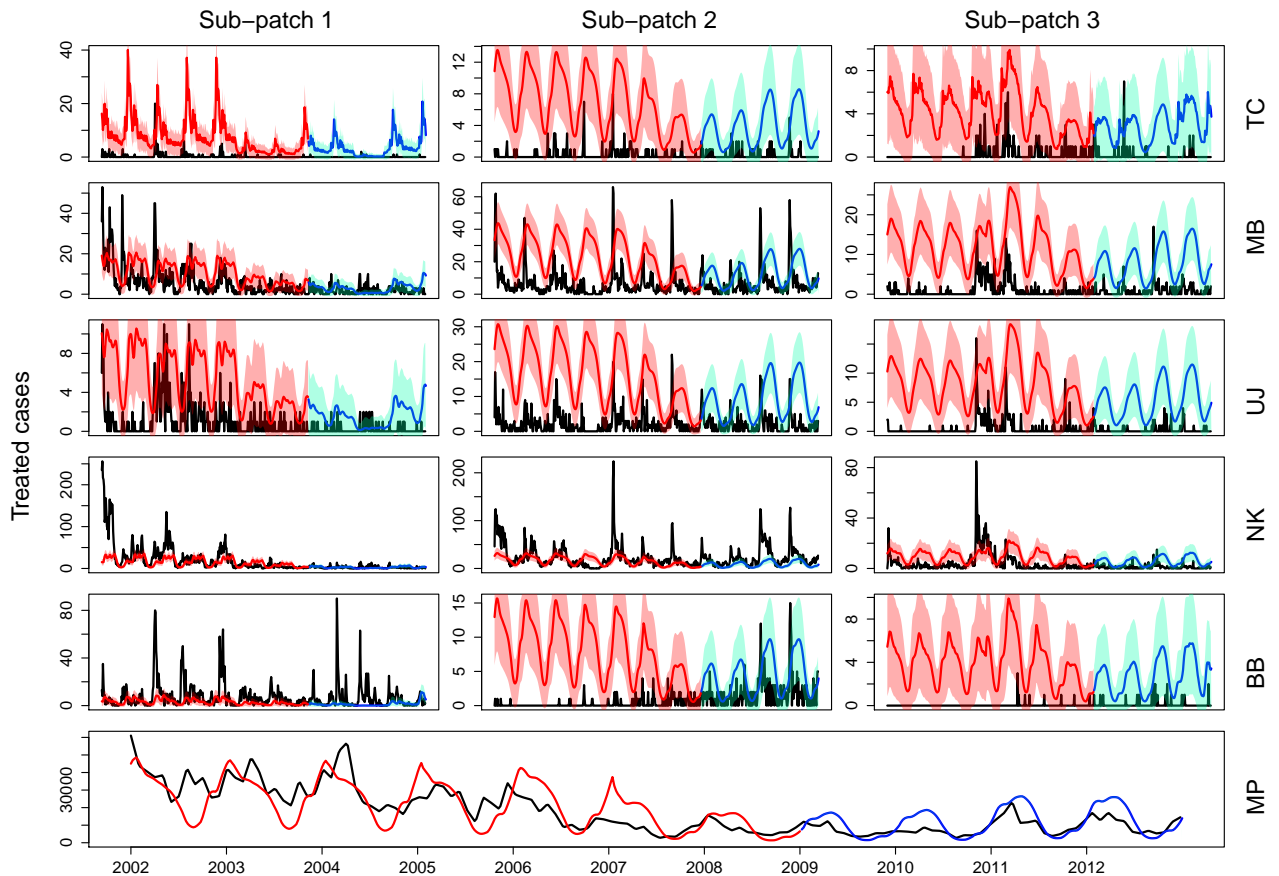 Sub−patch 1 Sub−patch 2 Sub−patch 3
Treated cases
0 20 40
0 4 8 12
0 4 8
TC
0 20 40
0 20 40 60
0 10 20
MB
0 4 8
0 10 20 30
0 5 10
UJ
0 100 200
0 100 200
0 40 80
NK
0 40 80
0 5 10 15
0 4 8
BB
0 30000
MP
2002 2003 2004 2005 2006 2007 2008 2009 2010 2011 2012